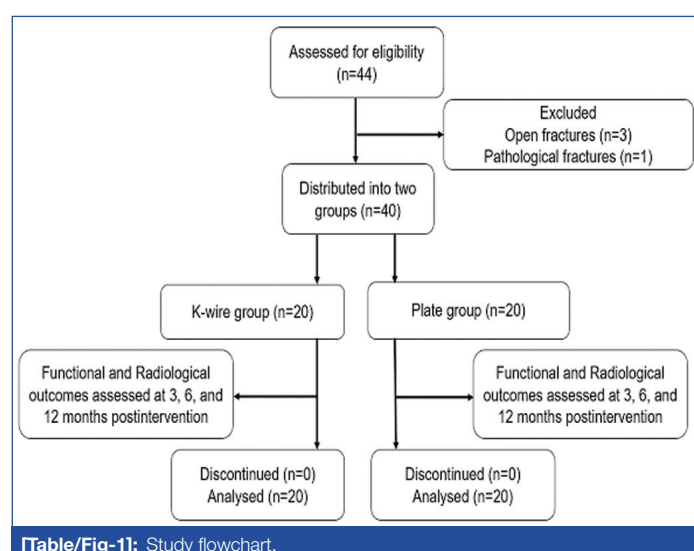 Assessed for eligibility
(n=44)
Excluded
Open fractures (n=3)
Pathological fractures (n=1)
Distributed into two
groups (n=40)
K-wire group (n=20)
Plate group (n=20)
Functional and Radiological
outcomes assessed at 3, 6, and
12 months postintervention
Functional and Radiological
outcomes assessed at 3, 6, and
12 months postintervention
Discontinued (n=0)
Analysed (n=20)
Discontinued (n=0)
Analysed (n=20)
[Table/Fig-1]: Study flowchart.